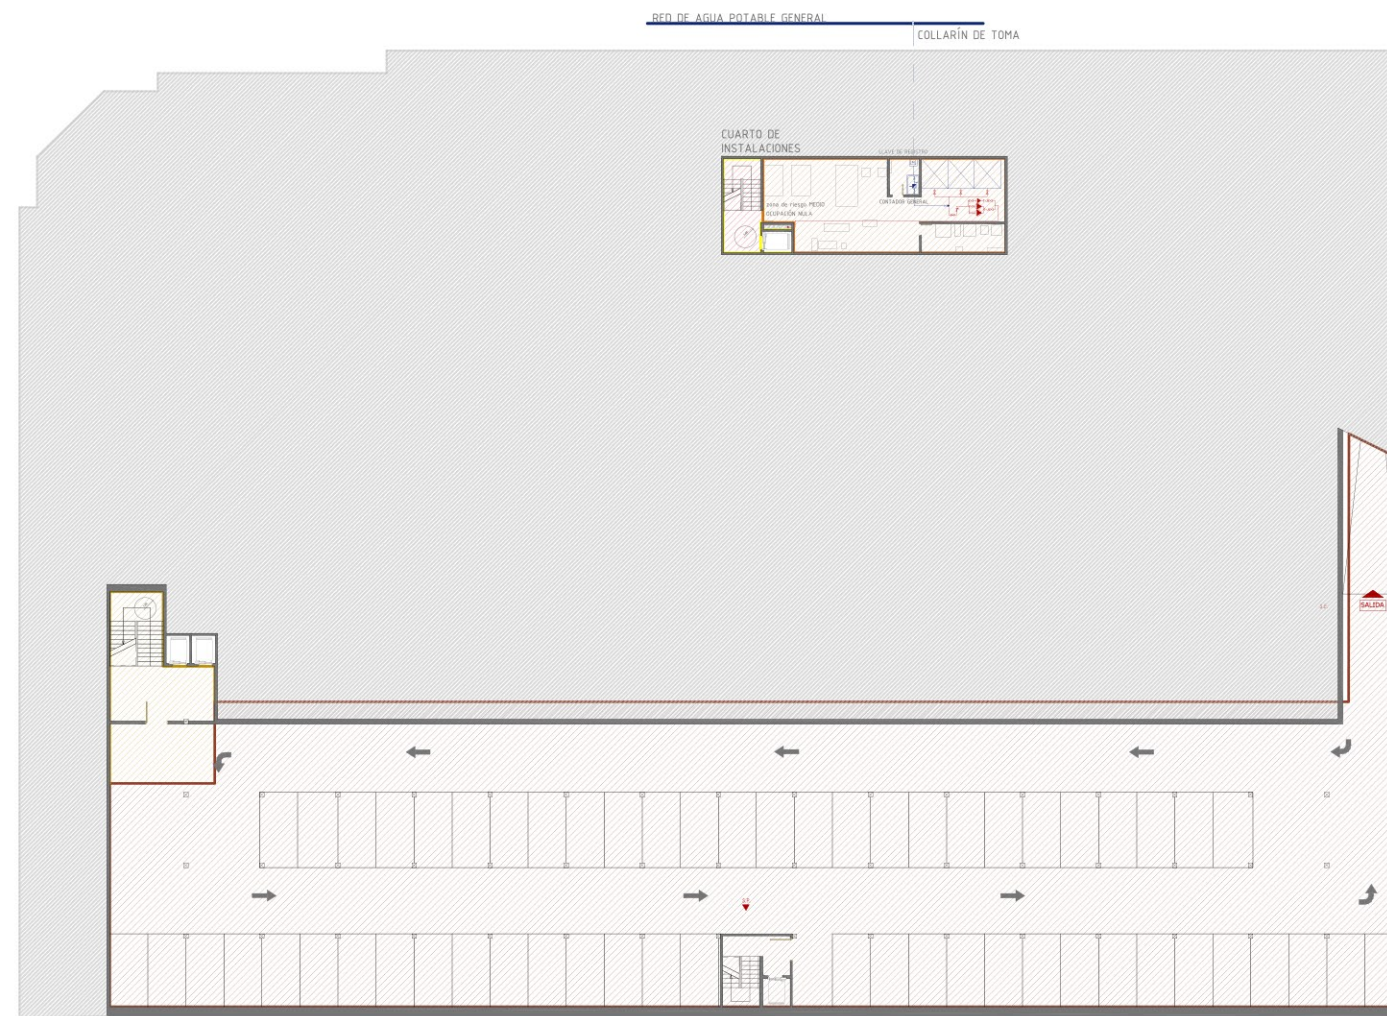 RED DE AGUA POTABLE GENERAL
COLLARÍN DE TOMA
CUARTO DE
INSTALACIONES
LLAVE DE REGISTRO
CONTADOR GENERAL
zona de riesgo MEDIO
OCUPACIÓN NULA
SALIDA